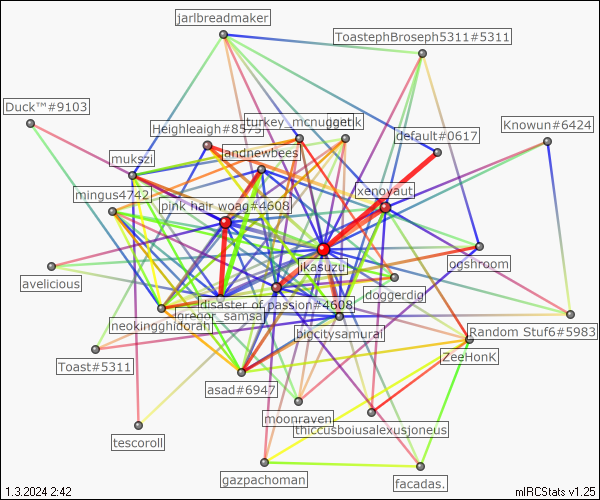 jarlbreadmaker
ToastephBroseph5311#5311
Duck™#9103
Heighleaigh#8575
turkey_mcnugget
default#0617
Knowun#6424
mukszi
landnewbees
mingus4742
pink hair woag#4608
xenoyaut
ikasuzu
ogshroom
avelicious
doggerdig
disaster of passion#4608
gregor_samsa
neokingghidorah
bigcitysamurai
Random Stuf6#5983
Toast#5311
ZeeHonK
asad#6947
moonraven
thiccusboiusalexusjoneus
tescoroll
gazpachoman
facadas.
1.3.2024 2:42
mIRCStats v1.25